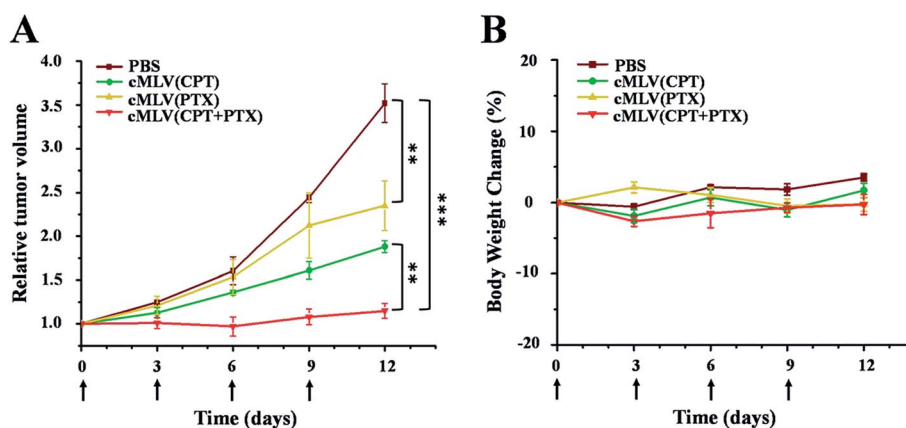 A
PBS
cMLV(CPT)
cMLV(PTX)
cMLV(CPT+PTX)
Relative tumor volume
4.0
3.5
3.0
2.5
2.0
1.5
1.0
**
***
**
0 3 6 9 12
Time (days)
B
PBS
cMLV(CPT)
cMLV(PTX)
cMLV(CPT+PTX)
Body Weight Change (%)
20
10
0
-10
-20
0 3 6 9 12
Time (days)